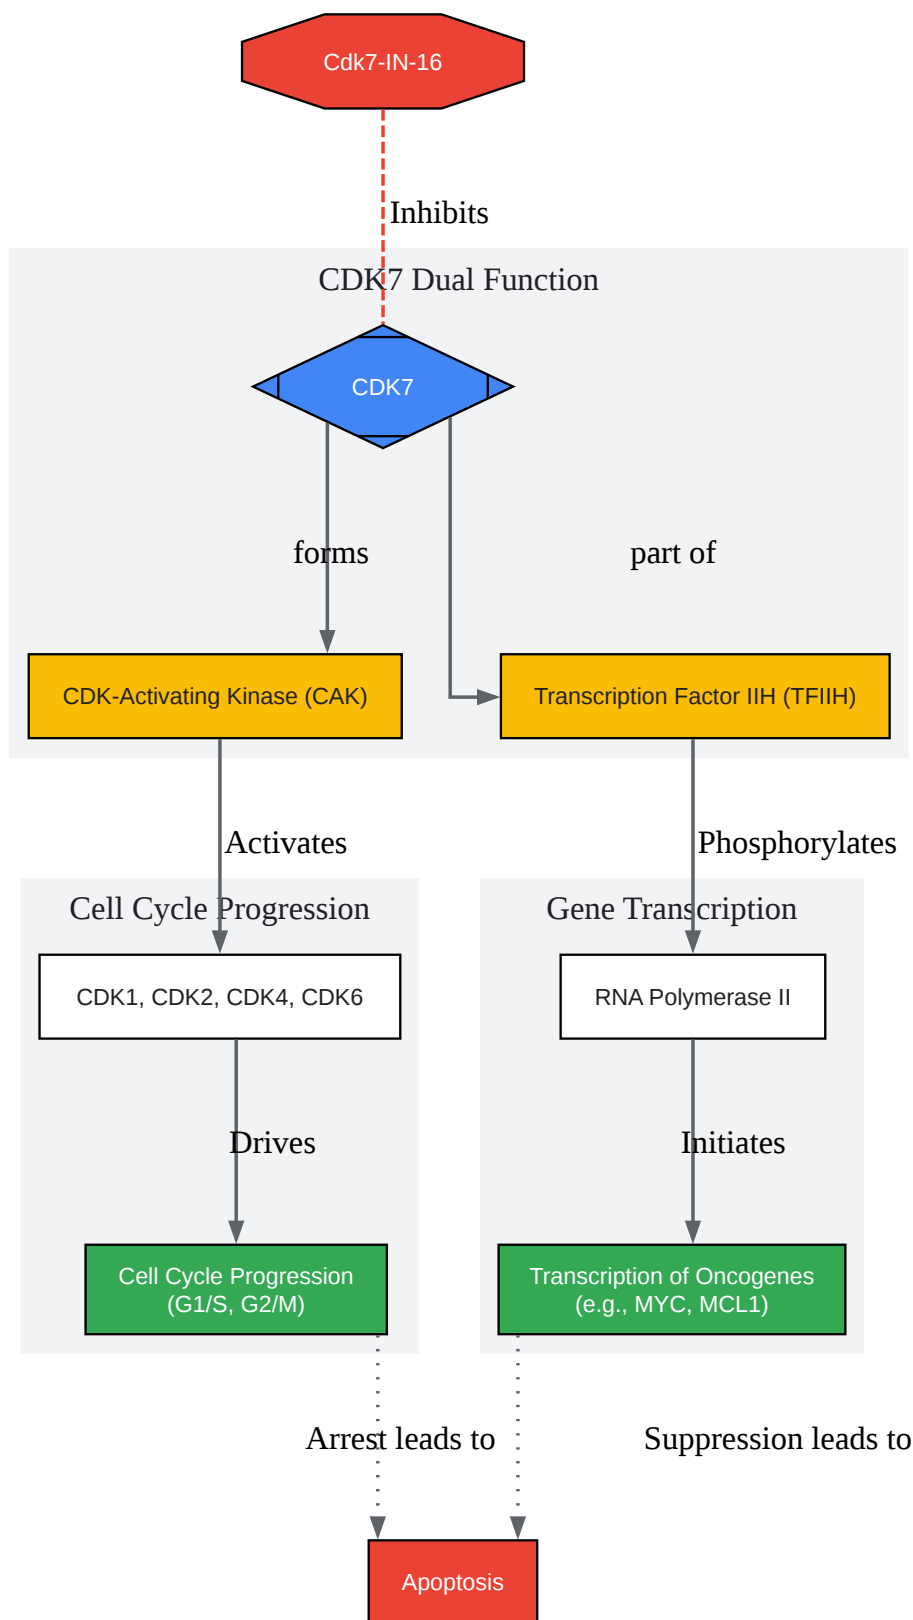 Cdk7-IN-16
Inhibits
CDK7 Dual Function
CDK7
forms
part of
CDK-Activating Kinase (CAK)
Transcription Factor IIH (TFIIH)
Activates
Phosphorylates
Cell Cycle Progression
Gene Transcription
CDK1, CDK2, CDK4, CDK6
RNA Polymerase II
Drives
Initiates
Cell Cycle Progression
(G1/S, G2/M)
Transcription of Oncogenes
(e.g., MYC, MCL1)
Arrest leads to
Suppression leads to
Apoptosis